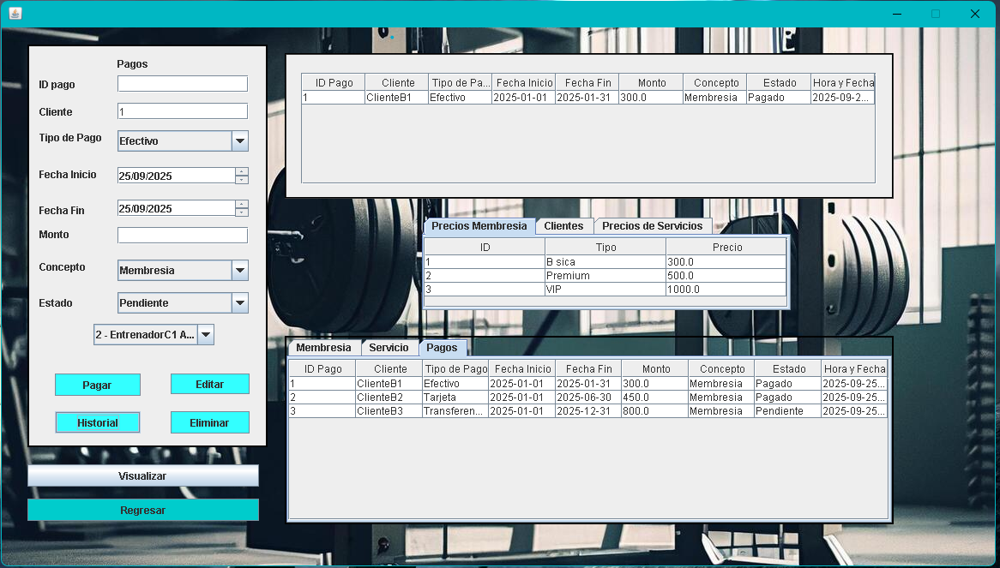 Pagos
ID pago
Cliente 1
Tipo de Pago Efectivo
Fecha Inicio 25/09/2025
Fecha Fin 25/09/2025
Monto
Concepto Membresia
Estado Pendiente
2 - EntrenadorC1 A...
Pagar Editar
Historial Eliminar
Visualizar
Regresar
ID Pago Cliente Tipo de Pa... Fecha Inicio Fecha Fin Monto Concepto Estado Hora y Fecha
1 ClienteB1 Efectivo 2025-01-01 2025-01-31 300.0 Membresia Pagado 2025-09-2...
Precios Membresia Clientes Precios de Servicios
ID Tipo Precio
1 B sica 300.0
2 Premium 500.0
3 VIP 1000.0
Membresia Servicio Pagos
ID Pago Cliente Tipo de Pago Fecha Inicio Fecha Fin Monto Concepto Estado Hora y Fecha
1 ClienteB1 Efectivo 2025-01-01 2025-01-31 300.0 Membresia Pagado 2025-09-25...
2 ClienteB2 Tarjeta 2025-01-01 2025-06-30 450.0 Membresia Pagado 2025-09-25...
3 ClienteB3 Transferen... 2025-01-01 2025-12-31 800.0 Membresia Pendiente 2025-09-25...